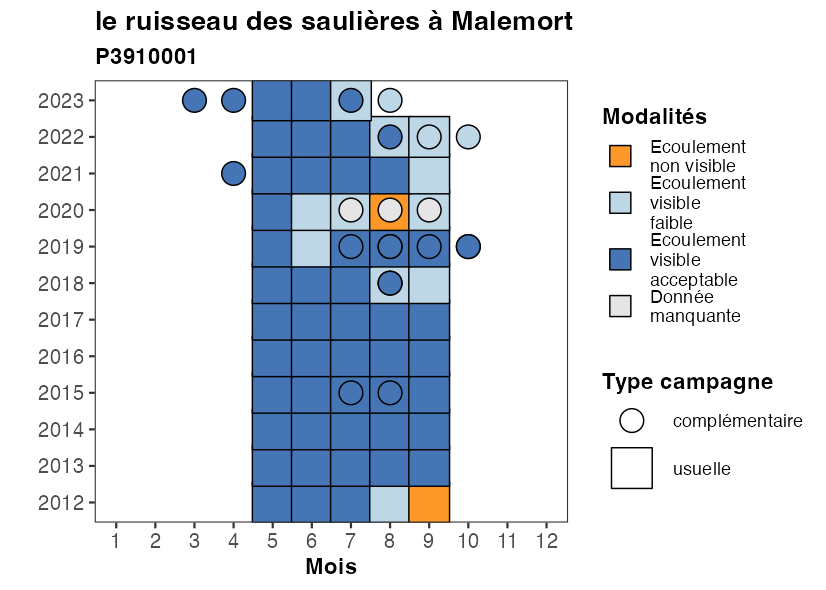 le ruisseau des saulières à Malemort
P3910001
2023
2022
2021
2020
2019
2018
2017
2016
2015
2014
2013
2012
1 2 3 4 5 6 7 8 9 10 11 12
Mois
Modalités
Ecoulement
non visible
Ecoulement
visible
faible
Ecoulement
visible
acceptable
Donnée
manquante
Type campagne
complémentaire
usuelle